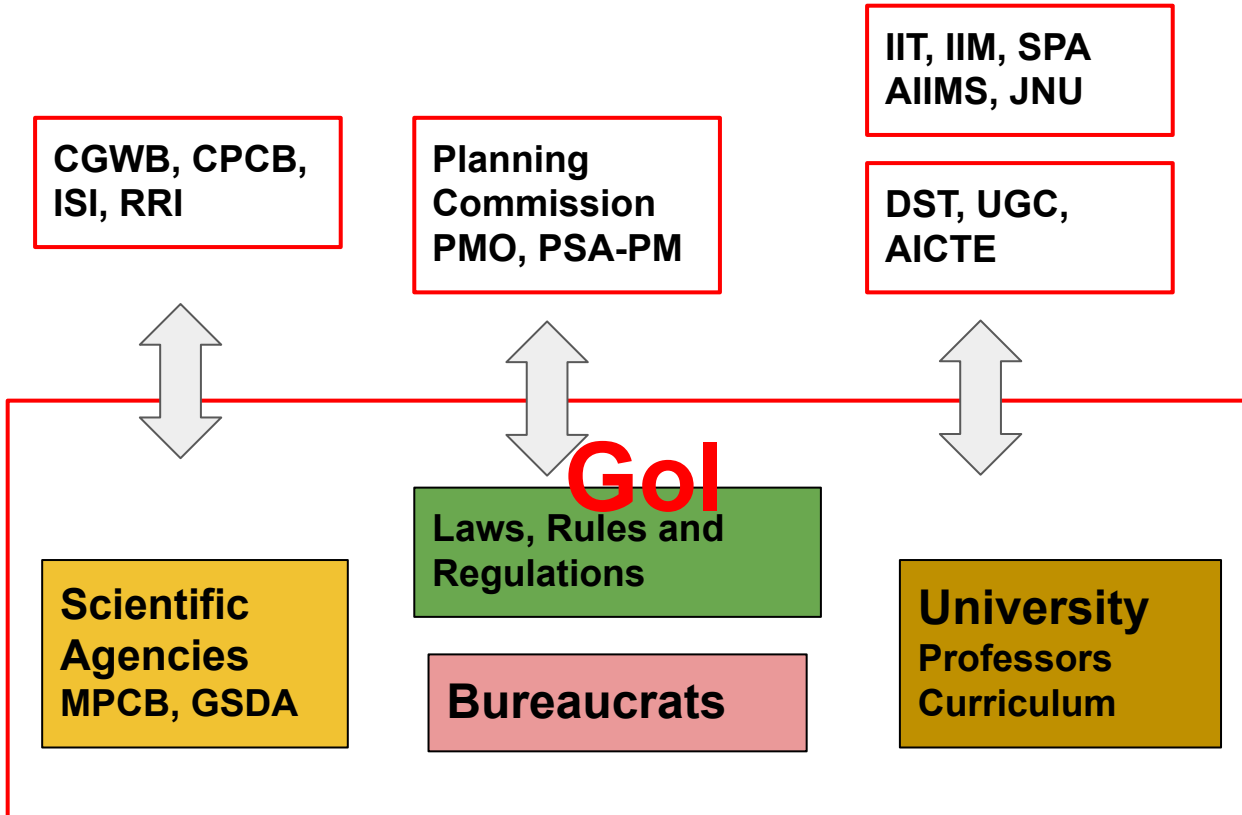 CGWB, CPCB,
ISI, RRI
Planning
Commission
PMO, PSA-PM
IIT, IIM, SPA
AIIMS, JNU
DST, UGC,
AICTE
GoI
Scientific
Agencies
MPCB, GSDA
Laws, Rules and
Regulations
Bureaucrats
University
Professors
Curriculum